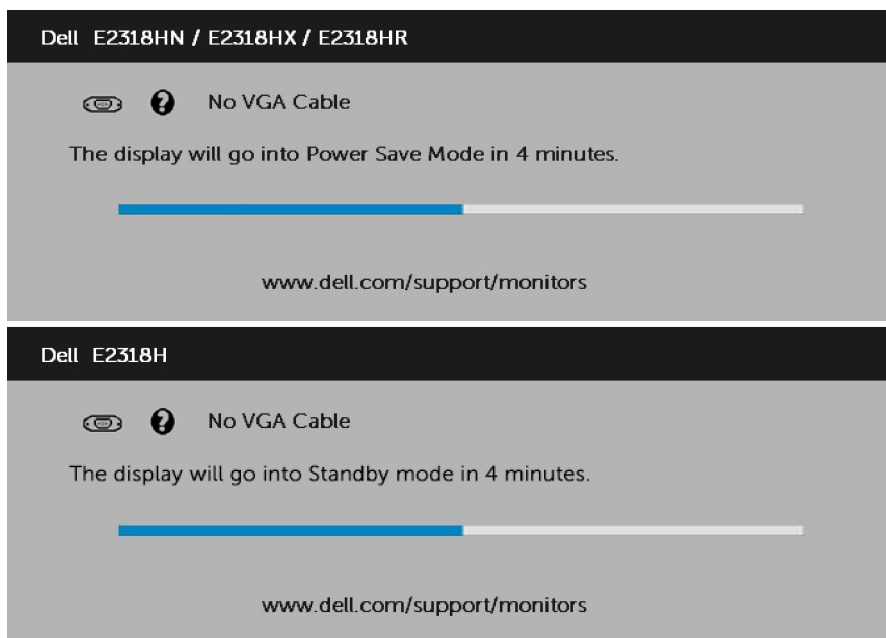 Dell E2318HN / E2318HX / E2318HR
No VGA Cable
The display will go into Power Save Mode in 4 minutes.
www.dell.com/support/monitors
Dell E2318H
No VGA Cable
The display will go into Standby mode in 4 minutes.
www.dell.com/support/monitors